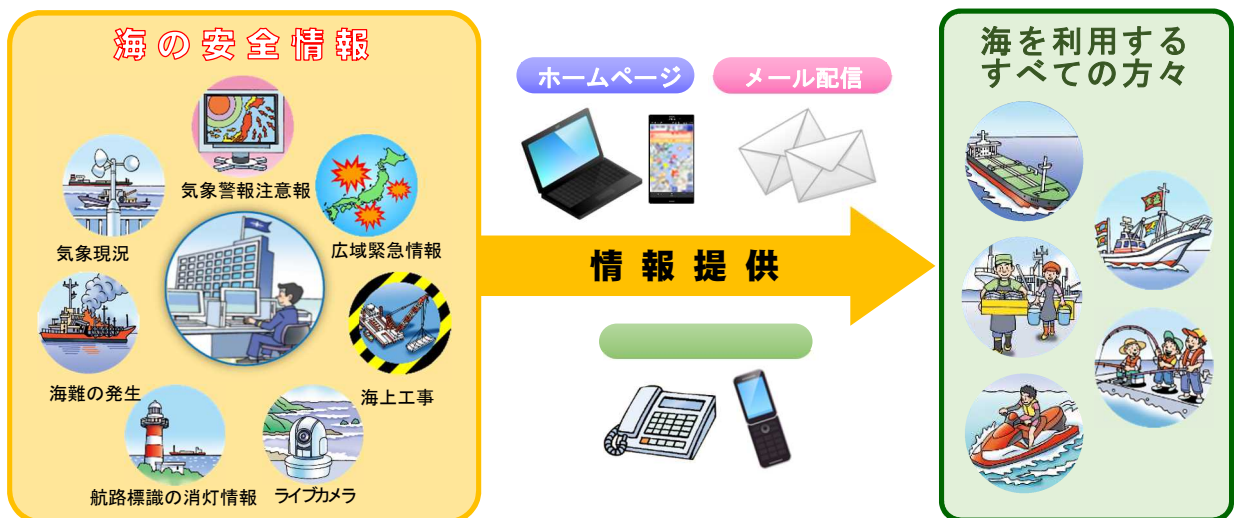 海の安全情報
気象警報注意報
気象現況
広域緊急情報
海難の発生
海上工事
航路標識の消灯情報
ライブカメラ
ホームページ
メール配信
情報提供
海を利用する
すべての方々